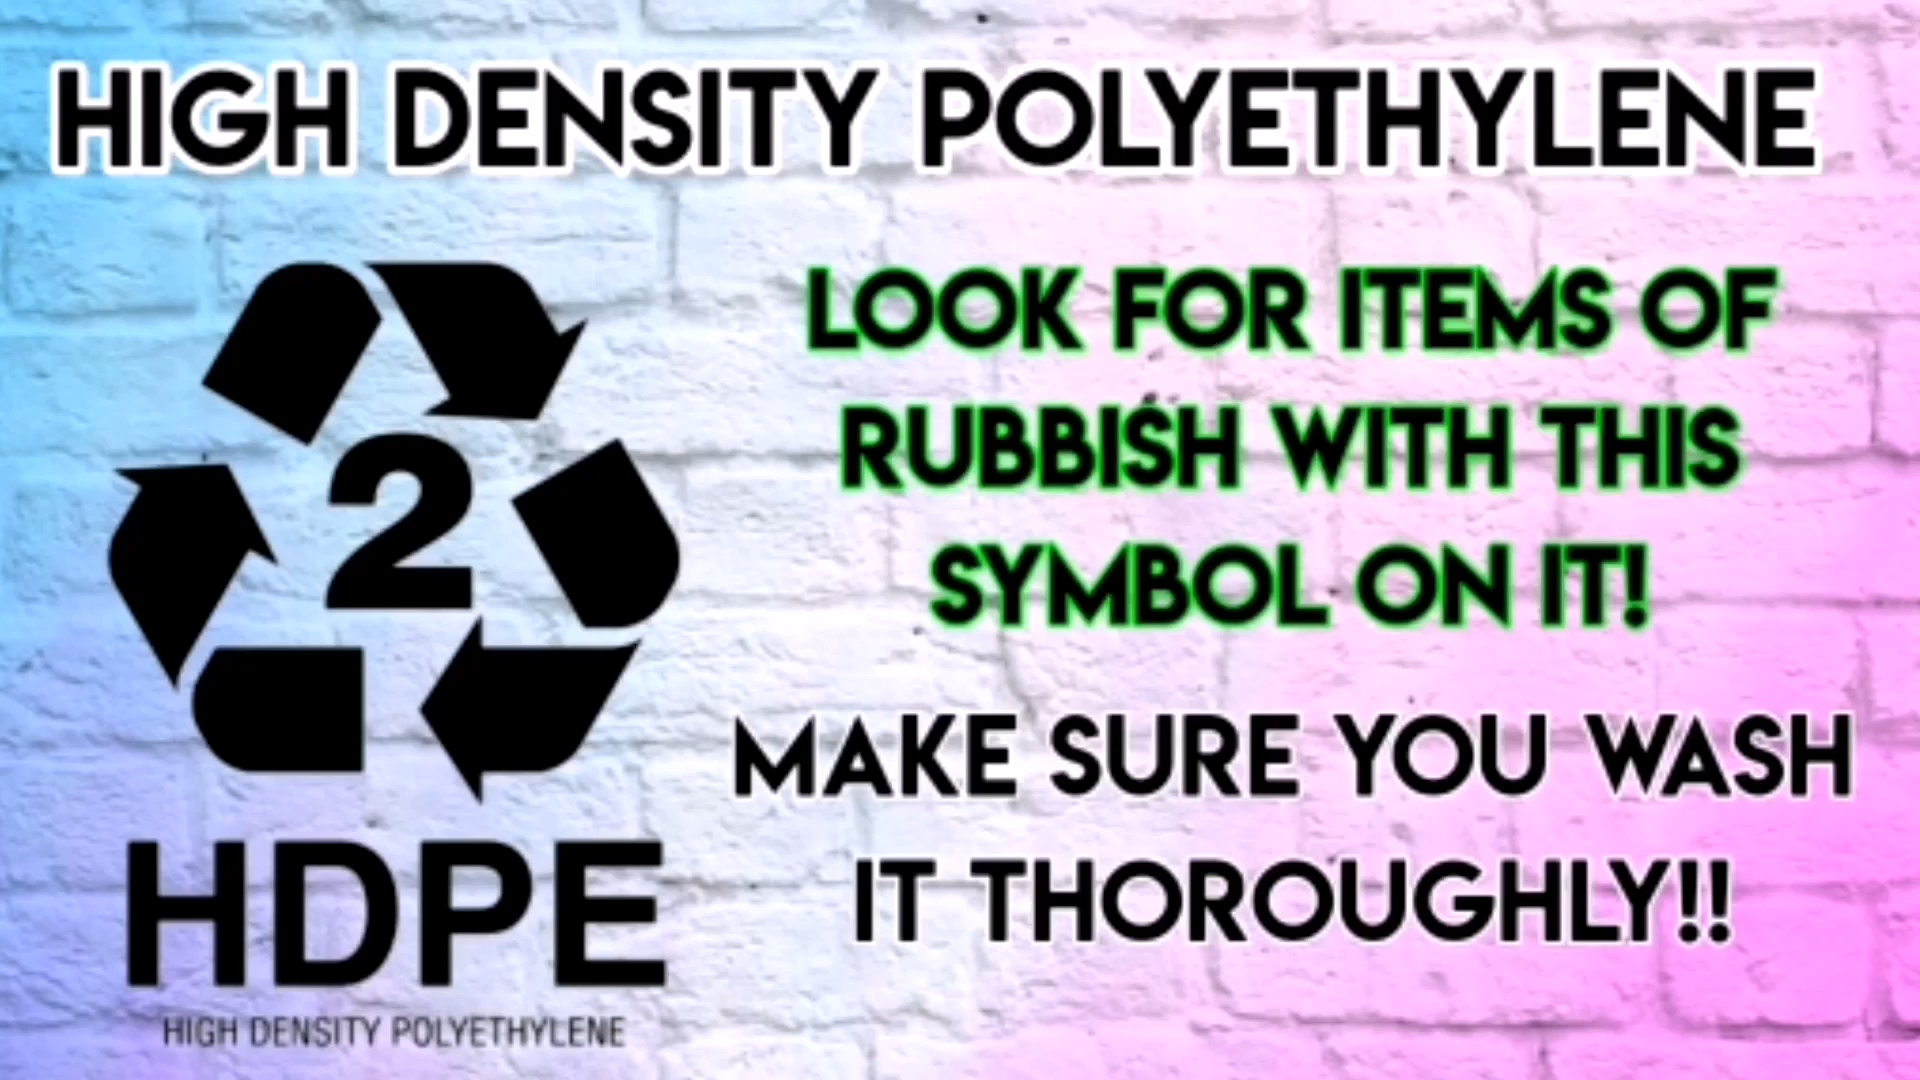 HIGH DENSITY POLYETHYLENE
LOOK FOR ITEMS OF
RUBBISH WITH THIS
SYMBOL ON IT!
MAKE SURE YOU WASH
IT THOROUGHLY!!
2
HDPE
HIGH DENSITY POLYETHYLENE